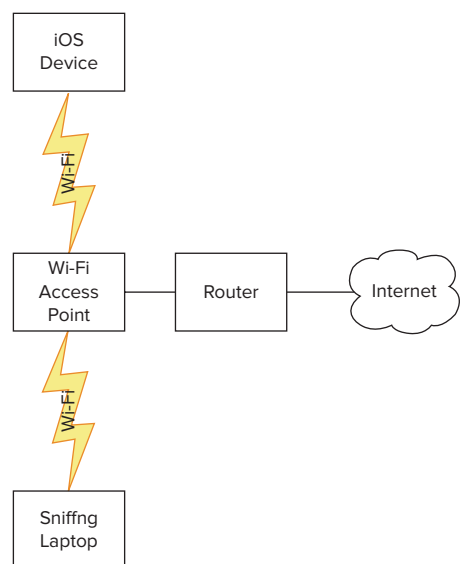 iOS
Device
Wi-Fi
Wi-Fi
Access
Point
Router
Internet
Wi-Fi
Sniffng
Laptop